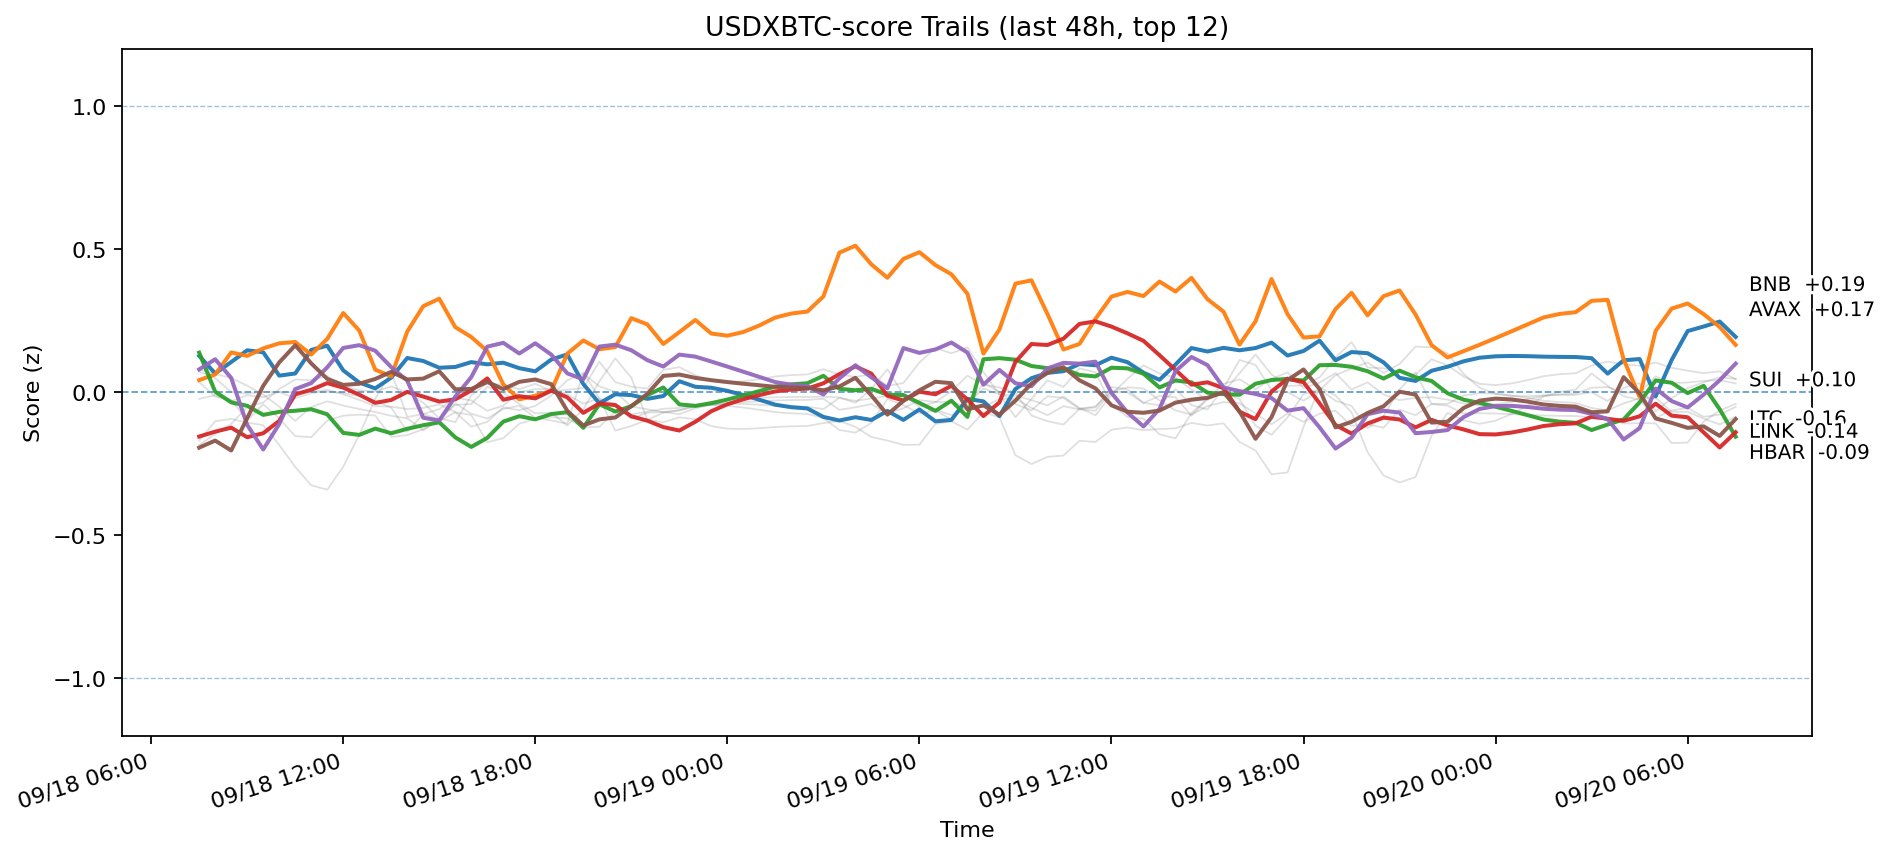 USDXBTC-score Trails (last 48h, top 12)
Score (z)
1.0
0.5
0.0
−0.5
−1.0
BNB +0.19
AVAX +0.17
SUI +0.10
LTC -0.16
LINK -0.14
HBAR -0.09
09/18 06:00
09/18 12:00
09/18 18:00
09/19 00:00
09/19 06:00
09/19 12:00
09/19 18:00
09/20 00:00
09/20 06:00
Time